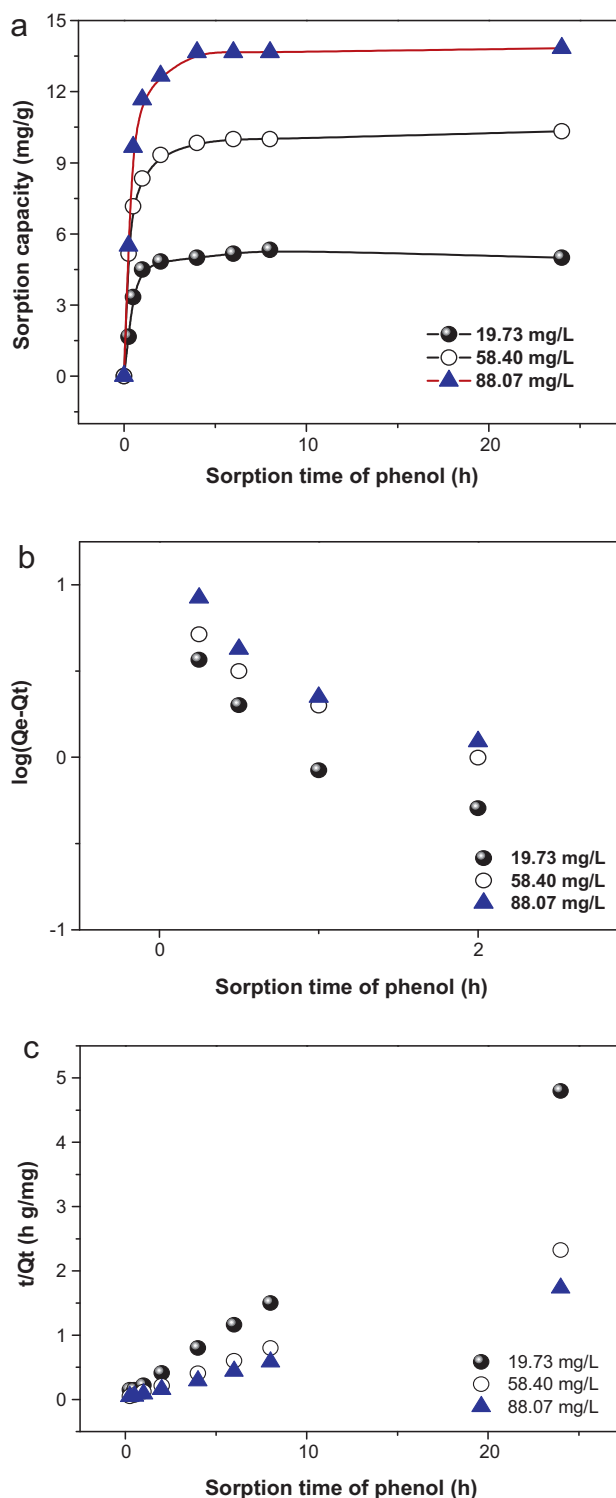 a
15
12
9
6
3
0
Sorption capacity (mg/g)
19.73 mg/L
58.40 mg/L
88.07 mg/L
0
10
20
Sorption time of phenol (h)
b
1
0
-1
log(Qe-Qt)
19.73 mg/L
58.40 mg/L
88.07 mg/L
0
2
Sorption time of phenol (h)
c
5
4
3
2
1
0
t/Qt (h g/mg)
19.73 mg/L
58.40 mg/L
88.07 mg/L
0
10
20
Sorption time of phenol (h)